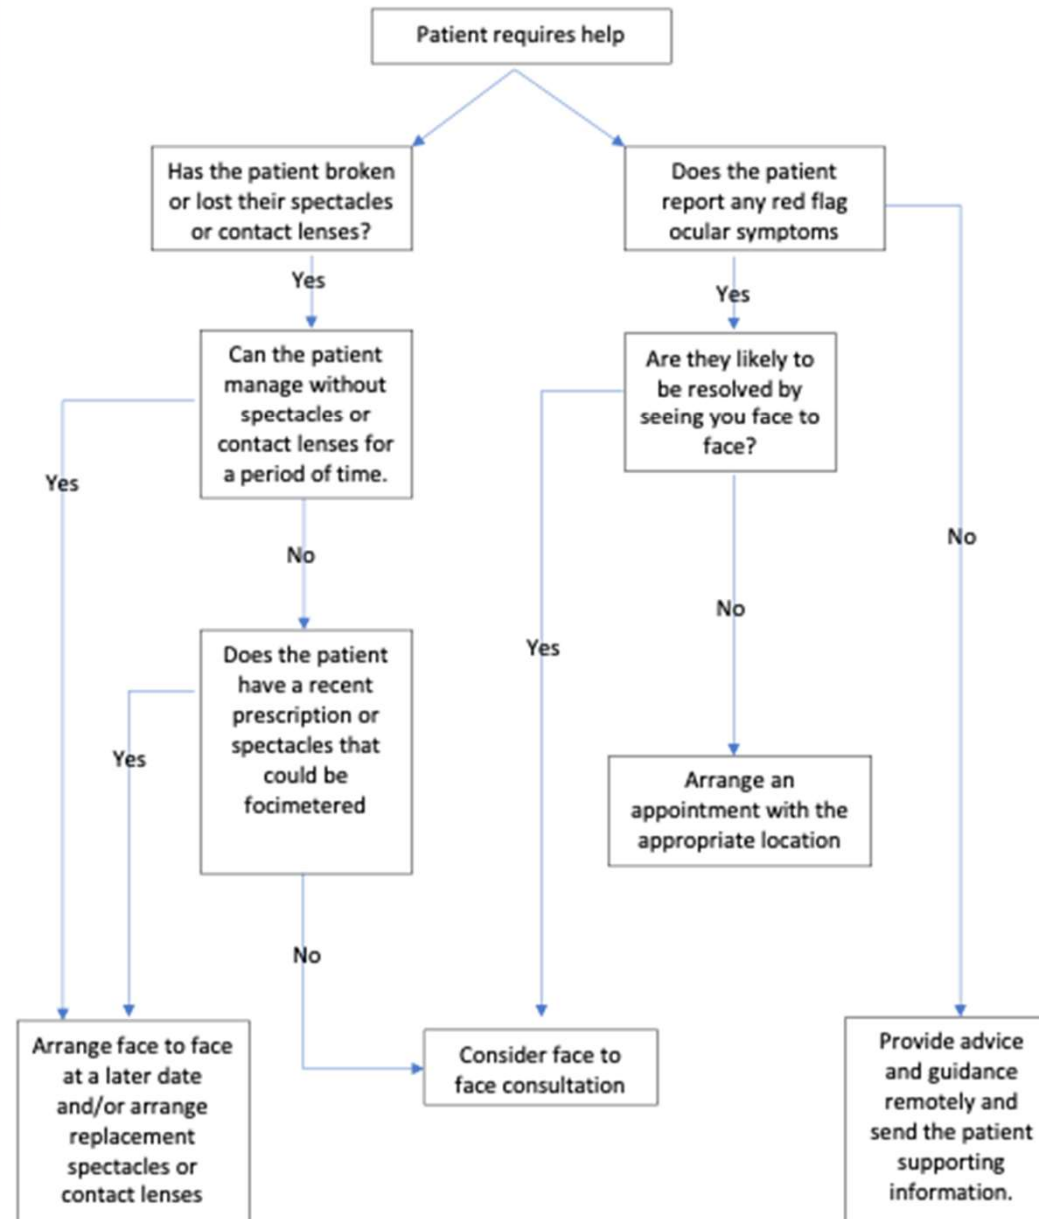 Patient requires help
Has the patient broken
or lost their spectacles
or contact lenses?
Does the patient
report any red flag
ocular symptoms
Yes
Yes
Can the patient
manage without
spectacles or
contact lenses for
a period of time.
Are they likely to
be resolved by
seeing you face to
face?
Yes
No
No
No
Yes
Does the patient
have a recent
prescription or
spectacles that
could be
focimetered
Yes
Arrange an
appointment with the
appropriate location
No
Arrange face to face
at a later date
and/or arrange
replacement
spectacles or
contact lenses
Consider face to
face consultation
Provide advice
and guidance
remotely and
send the patient
supporting
information.